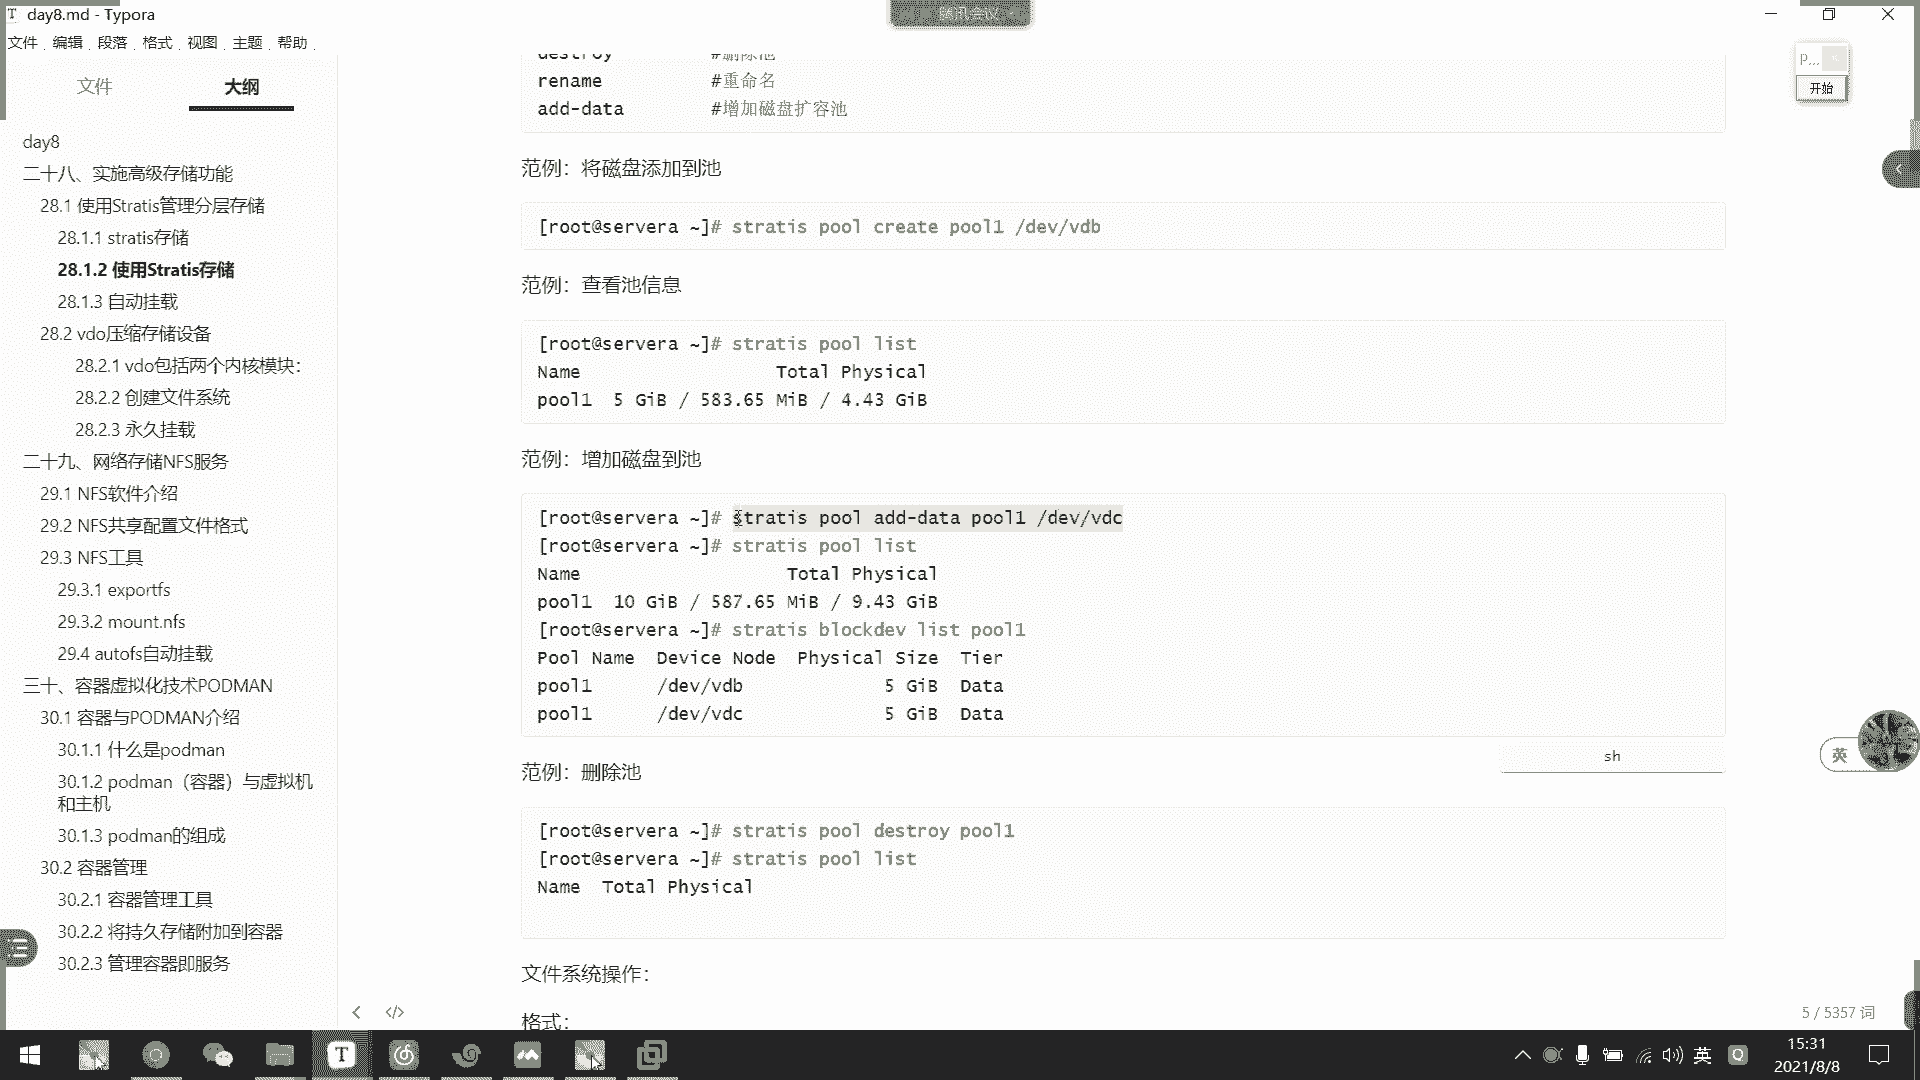 day8.md - Typora
腾讯会议
文件 编辑 段落 格式 视图 主题 帮助
文件 大纲
day8
二十八、实施高级存储功能
28.1 使用Stratis管理分层存储
28.1.1 stratis存储
28.1.2 使用Stratis存储
28.1.3 自动挂载
28.2 vdo压缩存储设备
28.2.1 vdo包括两个内核模块：
28.2.2 创建文件系统
28.2.3 永久挂载
二十九、网络存储NFS服务
29.1 NFS软件介绍
29.2 NFS共享配置文件格式
29.3 NFS工具
29.3.1 exportfs
29.3.2 mount.nfs
29.4 autofs自动挂载
三十、容器虚拟化技术PODMAN
30.1 容器与PODMAN介绍
30.1.1 什么是podman
30.1.2 podman（容器）与虚拟机
和主机
30.1.3 podman的组成
30.2 容器管理
30.2.1 容器管理工具
30.2.2 将持久存储附加到容器
30.2.3 管理容器即服务
destroy #删除池
rename #重命名
add-data #增加磁盘扩容池
范例：将磁盘添加到池
[root@servera ~]# stratis pool create pool1 /dev/vdb
范例：查看池信息
[root@servera ~]# stratis pool list
Name Total Physical
pool1 5 GiB / 583.65 MiB / 4.43 GiB
范例：增加磁盘到池
[root@servera ~]# stratis pool add-data pool1 /dev/vdc
[root@servera ~]# stratis pool list
Name Total Physical
pool1 10 GiB / 587.65 MiB / 9.43 GiB
[root@servera ~]# stratis blockdev list pool1
Pool Name Device Node Physical Size Tier
pool1 /dev/vdb 5 GiB Data
pool1 /dev/vdc 5 GiB Data
sh
范例：删除池
[root@servera ~]# stratis pool destroy pool1
[root@servera ~]# stratis pool list
Name Total Physical
文件系统操作：
格式：
5 / 5357 词
p...
开始
英
英
15:31
2021/8/8